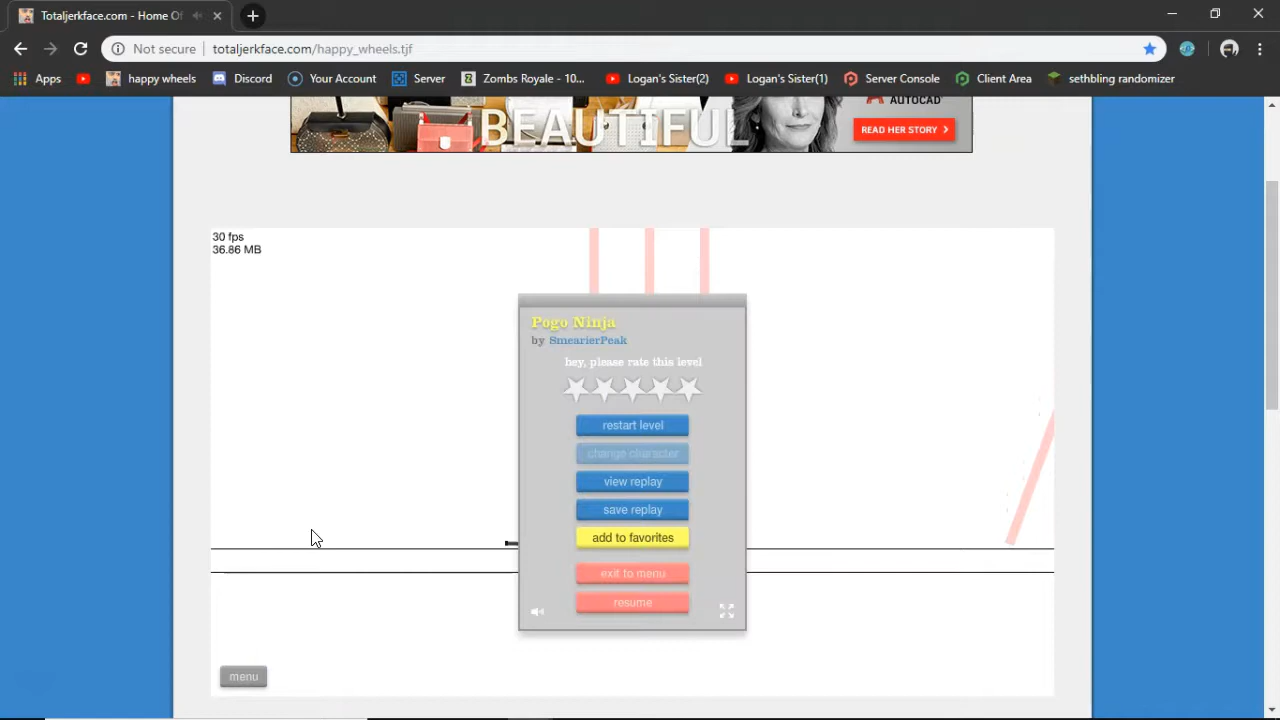 Totaljerkface.com - Home Of
Not secure
totaljerkface.com/happy_wheels.tjf
Apps
happy wheels
Discord
Your Account
Server
Zombs Royale - 10...
Logan's Sister(2)
Logan's Sister(1)
Server Console
Client Area
sethbling randomizer
AUTOCAD
BEAUTIFUL
READ HER STORY
30 fps
36.86 MB
Pogo Ninja
by SmearierPeak
hey, please rate this level
restart level
change character
view replay
save replay
add to favorites
exit to menu
resume
menu